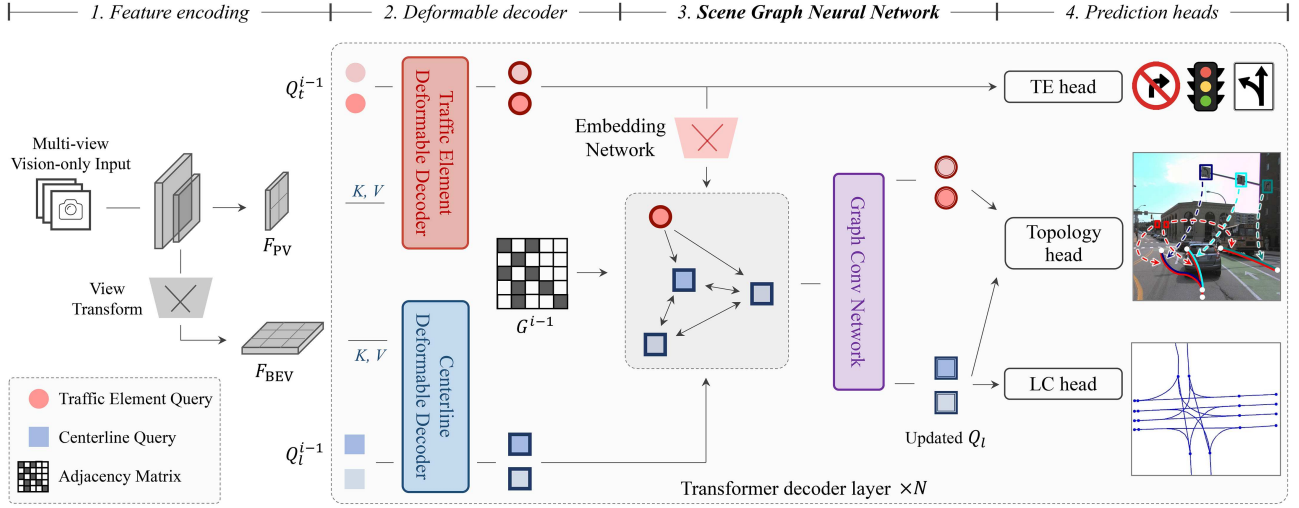 1. Feature encoding
2. Deformable decoder
3. Scene Graph Neural Network
4. Prediction heads
Multi-view
Vision-only Input
F_PV
View
Transform
F_BEV
Traffic Element Query
Centerline Query
Adjacency Matrix
Q_t^{i-1}
K, V
Traffic Element
Deformable Decoder
K, V
Centerline
Deformable Decoder
Q_l^{i-1}
G^{i-1}
Embedding
Network
Graph Conv Network
Updated Q_l
TE head
Topology
head
LC head
Transformer decoder layer ×N